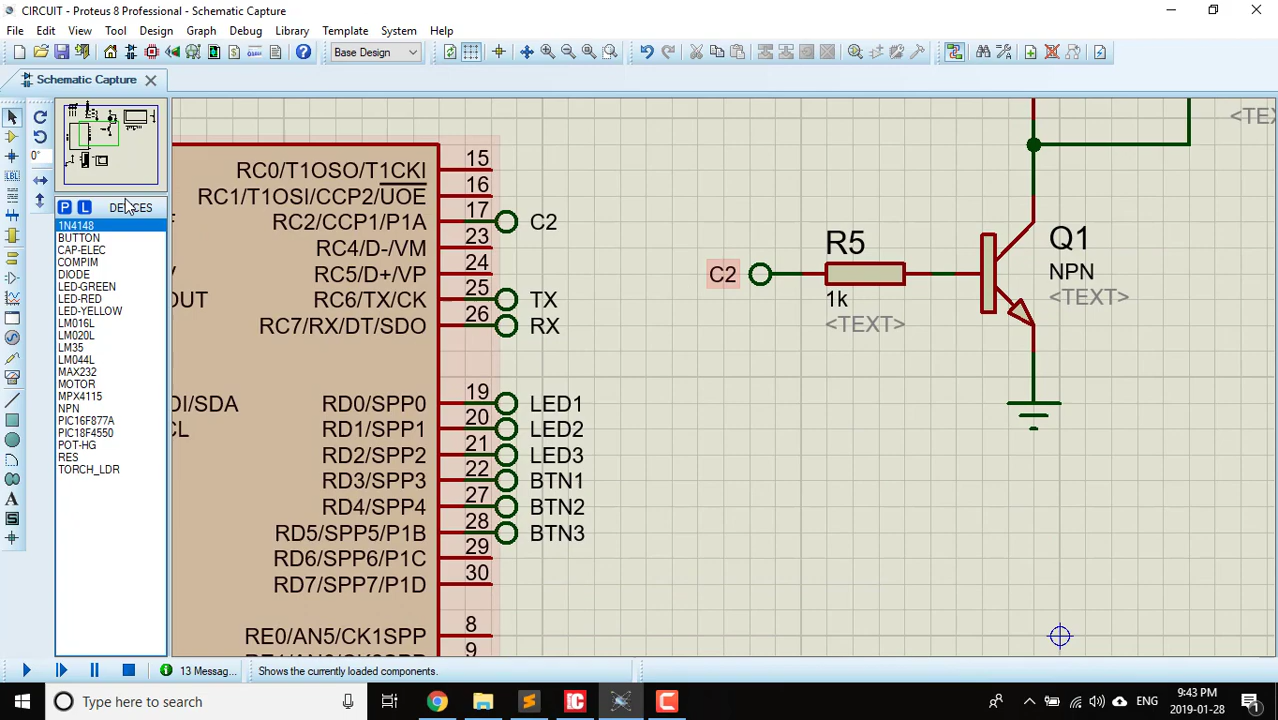 CIRCUIT - Proteus 8 Professional - Schematic Capture
File Edit View Tool Design Graph Debug Library Template System Help
Base Design
Schematic Capture
0°
P L DEVICES
1N4148
BUTTON
CAP-ELEC
COMPIM
DIODE
LED-GREEN
LED-RED
LED-YELLOW
LM016L
LM020L
LM35
LM044L
MAX232
MOTOR
MPX4115
NPN
PIC16F877A
PIC18F4550
POT-HG
RES
TORCH_LDR
RC0/T1OSO/T1CKI 15
RC1/T1OSI/CCP2/UOE 16
RC2/CCP1/P1A 17 C2
RC4/D-/VM 23
RC5/D+/VP 24
OUT RC6/TX/CK 25 TX
RC7/RX/DT/SDO 26 RX
DI/SDA RD0/SPP0 19 LED1
CL RD1/SPP1 20 LED2
RD2/SPP2 21 LED3
RD3/SPP3 22 BTN1
RD4/SPP4 27 BTN2
RD5/SPP5/P1B 28 BTN3
RD6/SPP6/P1C 29
RD7/SPP7/P1D 30
RE0/AN5/CK1SPP 8
9
<TE
C2
R5
1k
<TEXT>
Q1
NPN
<TEXT>
13 Messag...
Shows the currently loaded components.
Type here to search
ENG
9:43 PM
2019-01-28
1